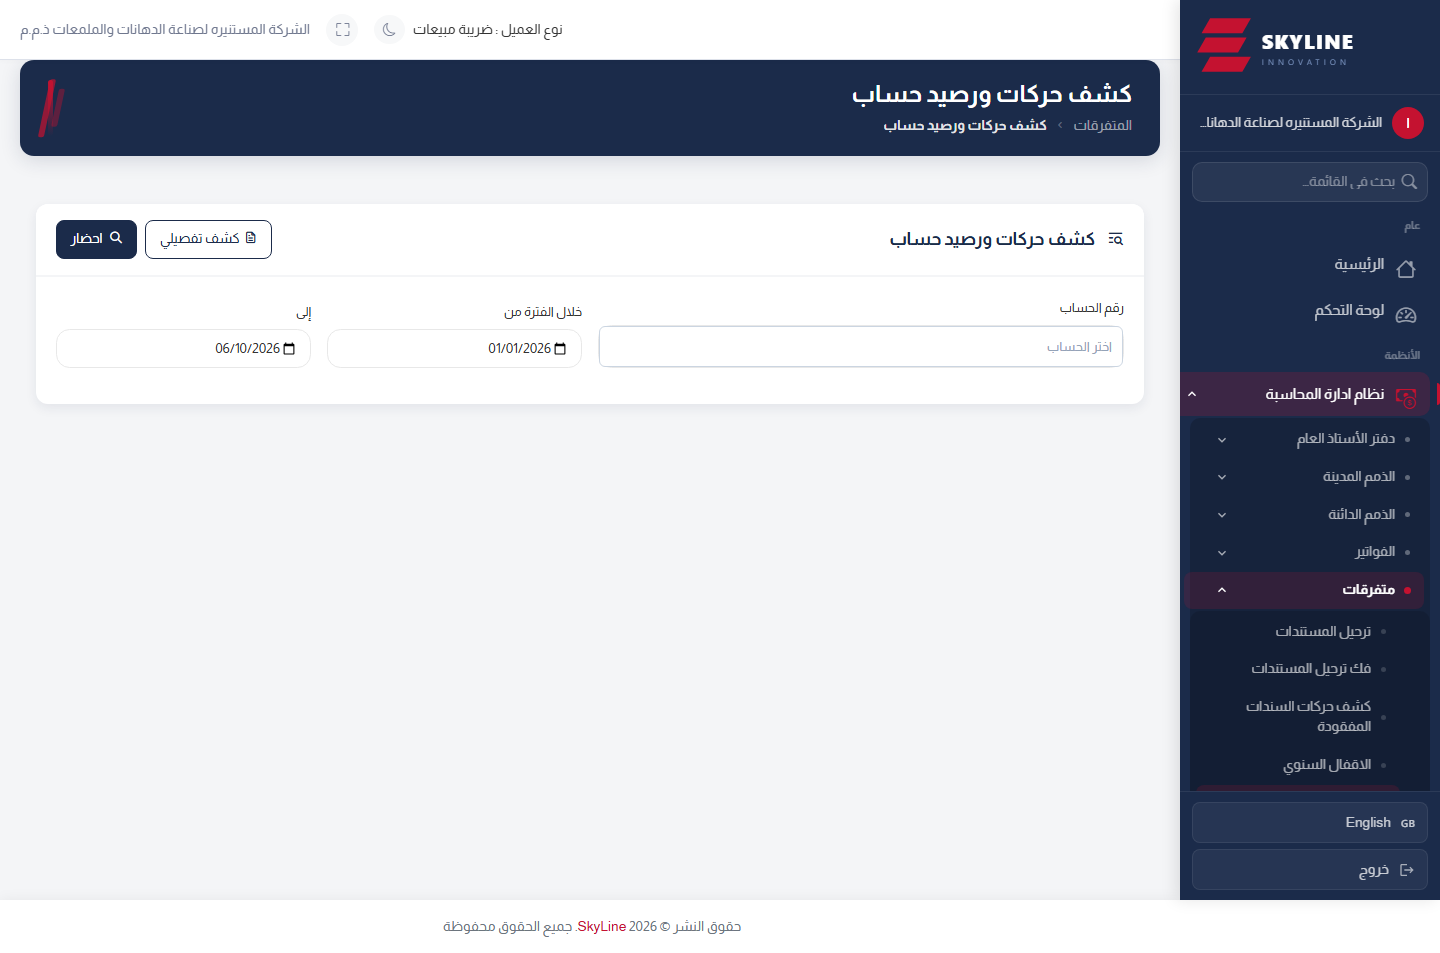 SKYLINE
INNOVATION
ا
الشركة المستنيره لصناعة الدهانا...
بحث في القائمة...
عام
الرئيسية
لوحة التحكم
الأنظمة
نظام ادارة المحاسبة
دفتر الأستاذ العام
الذمم المدينة
الذمم الدائنة
الفواتير
متفرقات
ترحيل المستندات
فك ترحيل المستندات
كشف حركات السندات
المفقودة
الاقفال السنوي
GB English
خروج
نوع العميل : ضريبة مبيعات
الشركة المستنيره لصناعة الدهانات والملمعات ذ.م.م
كشف حركات ورصيد حساب
المتفرقات › كشف حركات ورصيد حساب
كشف حركات ورصيد حساب
كشف تفصيلي
احضار
رقم الحساب
اختر الحساب
خلال الفترة من
01/01/2026
إلى
06/10/2026
حقوق النشر © 2026 SkyLine. جميع الحقوق محفوظة